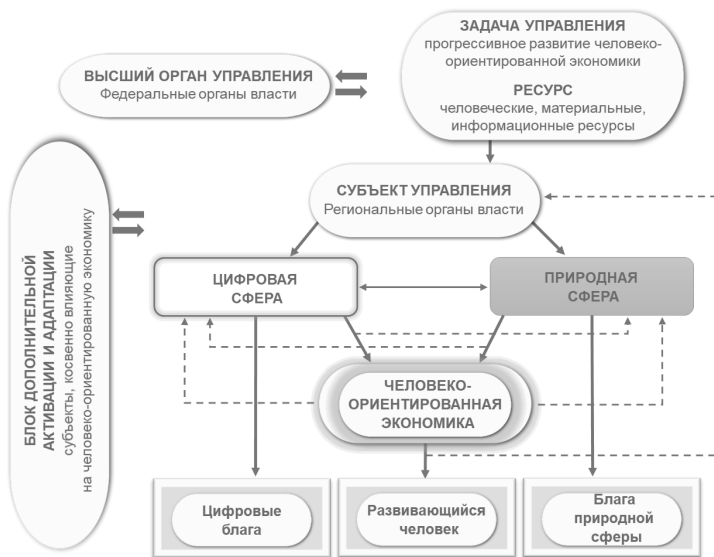 ЗАДАЧА УПРАВЛЕНИЯ
прогрессивное развитие человеко-
ориентированной экономики
РЕСУРС
человеческие, материальные,
информационные ресурсы
ВЫСШИЙ ОРГАН УПРАВЛЕНИЯ
Федеральные органы власти
БЛОК ДОПОЛНИТЕЛЬНОЙ
АКТИВАЦИИ И АДАПТАЦИИ
субъекты, косвенно влияющие
на человеко-ориентированную экономику
СУБЪЕКТ УПРАВЛЕНИЯ
Региональные органы власти
ЦИФРОВАЯ
СФЕРА
ПРИРОДНАЯ
СФЕРА
ЧЕЛОВЕКО-
ОРИЕНТИРОВАННАЯ
ЭКОНОМИКА
Цифровые
блага
Развивающийся
человек
Блага
природной
сферы